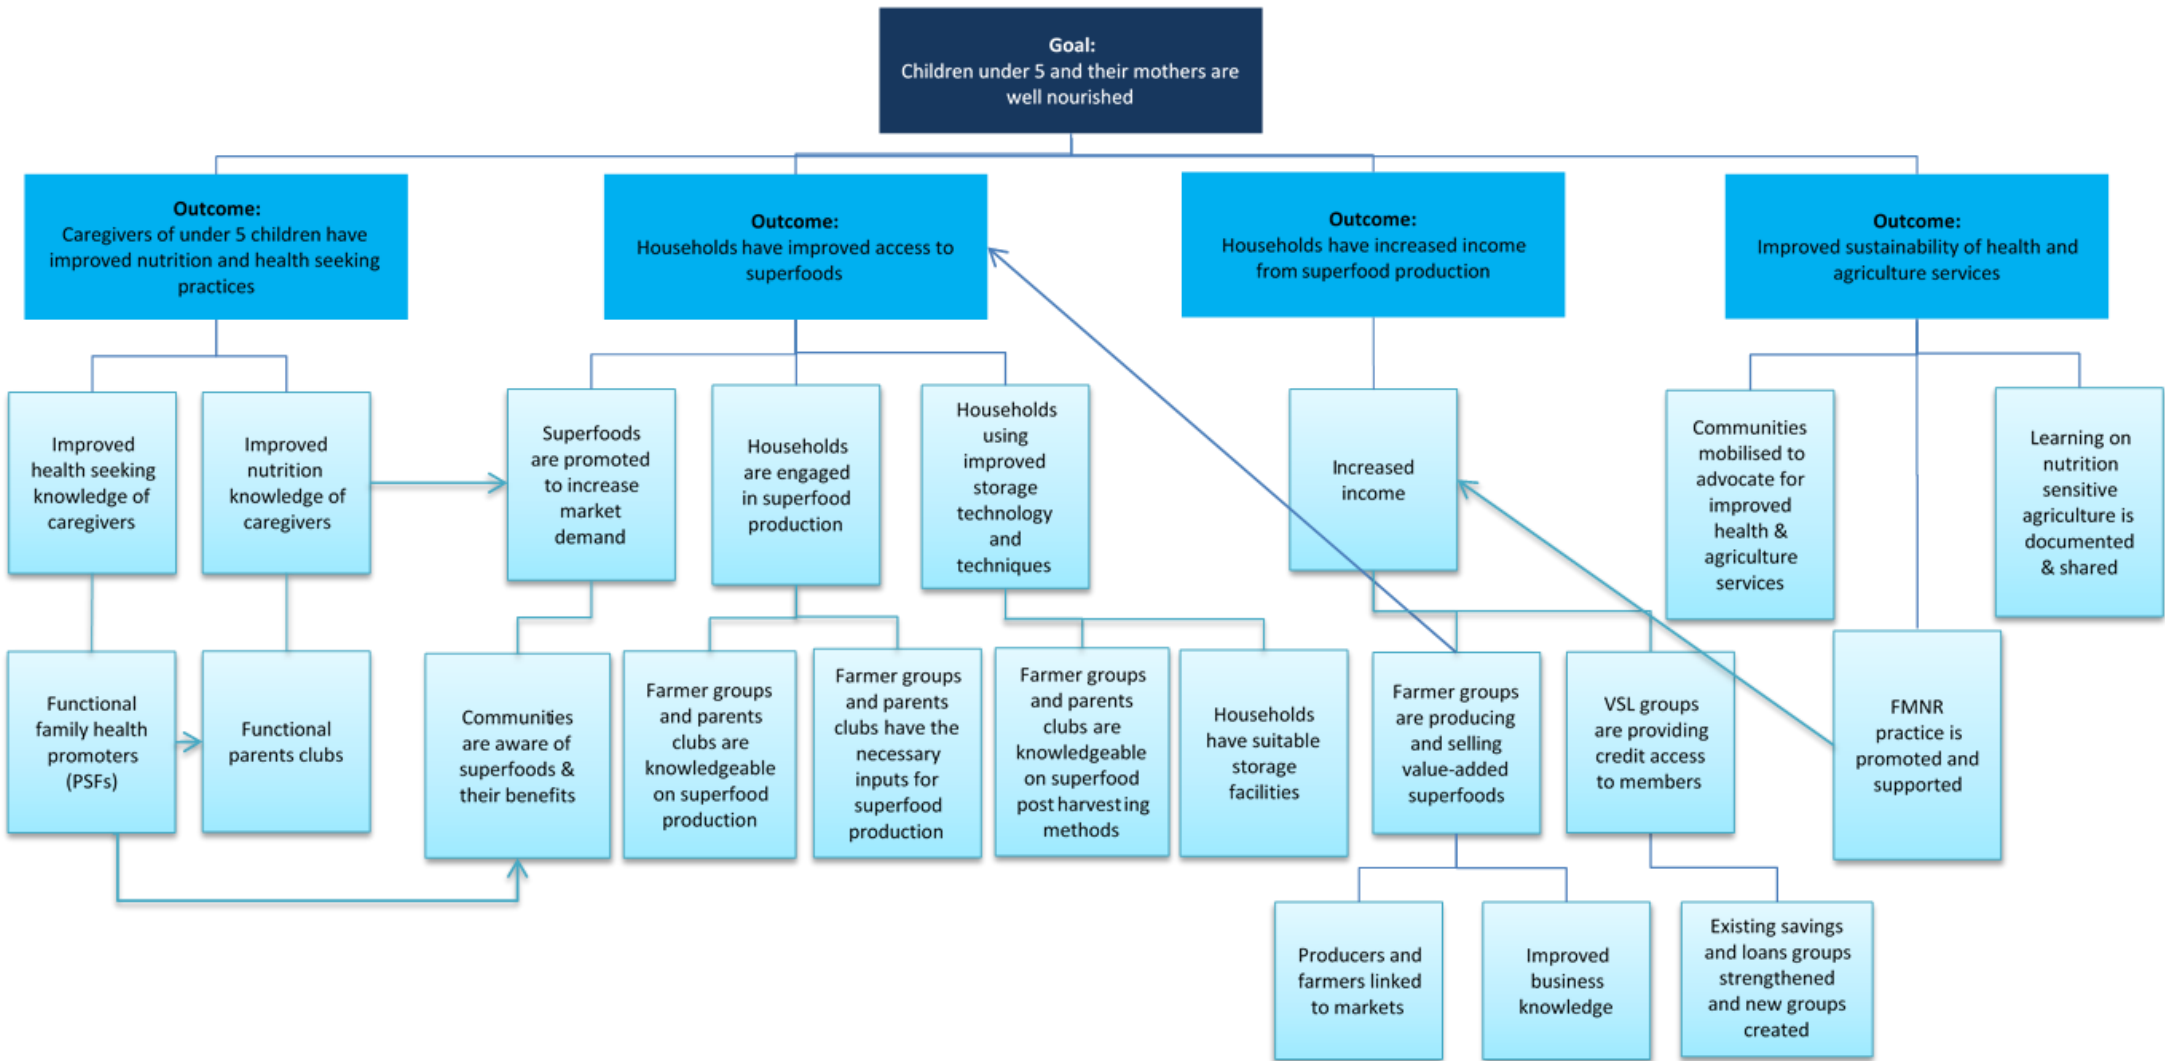 Goal:
Children under 5 and their mothers are
well nourished
Outcome:
Caregivers of under 5 children have
improved nutrition and health seeking
practices
Outcome:
Households have improved access to
superfoods
Outcome:
Households have increased income
from superfood production
Outcome:
Improved sustainability of health and
agriculture services
Improved
health seeking
knowledge of
caregivers
Improved
nutrition
knowledge of
caregivers
Superfoods
are promoted
to increase
market
demand
Households
are engaged
in superfood
production
Households
using
improved
storage
technology
and
techniques
Increased
income
Communities
mobilised to
advocate for
improved
health &
agriculture
services
Learning on
nutrition
sensitive
agriculture is
documented
& shared
Functional
family health
promoters
(PSFs)
Functional
parents clubs
Communities
are aware of
superfoods &
their benefits
Farmer groups
and parents
clubs are
knowledgeable
on superfood
production
Farmer groups
and parents
clubs have the
necessary
inputs for
superfood
production
Farmer groups
and parents
clubs are
knowledgeable
on superfood
post harvesting
methods
Households
have suitable
storage
facilities
Farmer groups
are producing
and selling
value-added
superfoods
VSL groups
are providing
credit access
to members
FMNR
practice is
promoted and
supported
Producers and
farmers linked
to markets
Improved
business
knowledge
Existing savings
and loans groups
strengthened
and new groups
created